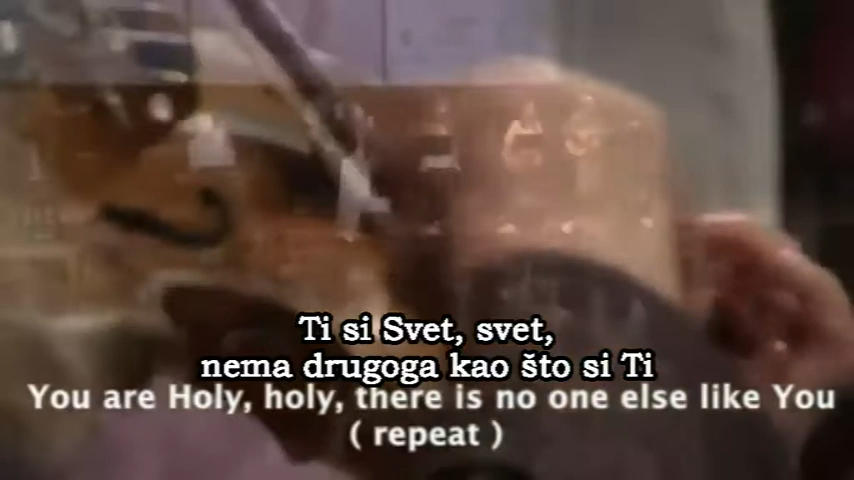 Ti si Svet, svet,
nema drugoga kao što si Ti
You are Holy, holy, there is no one else like You
( repeat )